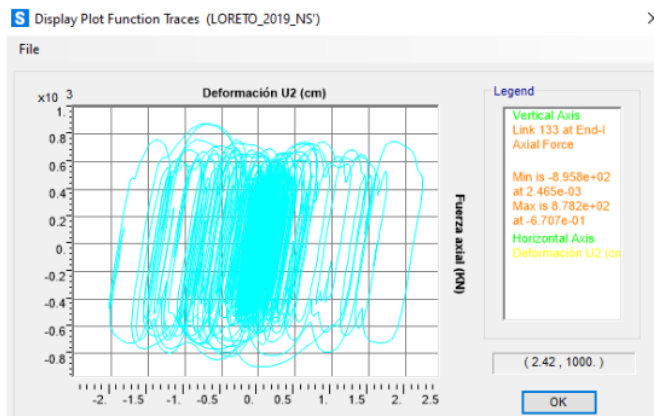 S Display Plot Function Traces (LORETO_2019_NS')
File
x10 3
Deformación U2 (cm)
1.
0.8
0.6
0.4
0.2
0.
-0.2
-0.4
-0.6
-0.8
-2. -1.5 -1. -0.5 0. 0.5 1. 1.5 2. 2.5
Fuerza axial (KN)
Legend
Vertical Axis
Link 133 at End-I
Axial Force
Min is -8.958e+02
at 2.465e-03
Max is 8.782e+02
at -6.707e-01
Horizontal Axis
Deformación U2 (cm
( 2.42 , 1000. )
OK